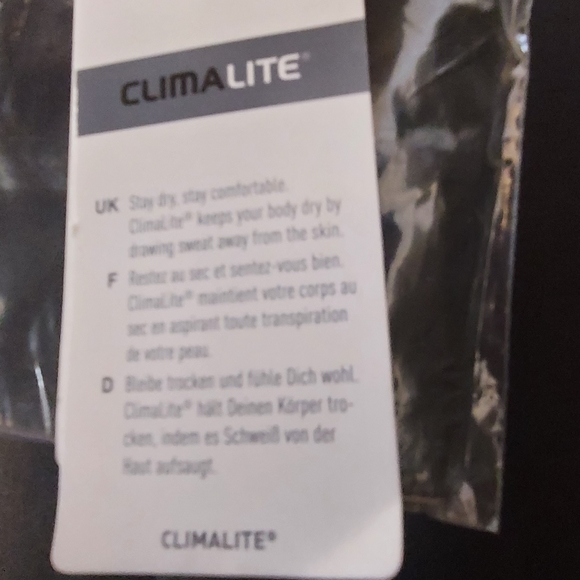 CLIMALITE®
UK Stay dry, stay comfortable.
ClimaLite® keeps your body dry by
drawing sweat away from the skin.
F Restez au sec et sentez-vous bien.
ClimaLite® maintient votre corps au
sec en aspirant toute transpiration
de votre peau.
D Bleibe trocken und fühle Dich wohl.
ClimaLite® hält Deinen Körper tro-
cken, indem es Schweiß von der
Haut aufsaugt.
CLIMALITE®